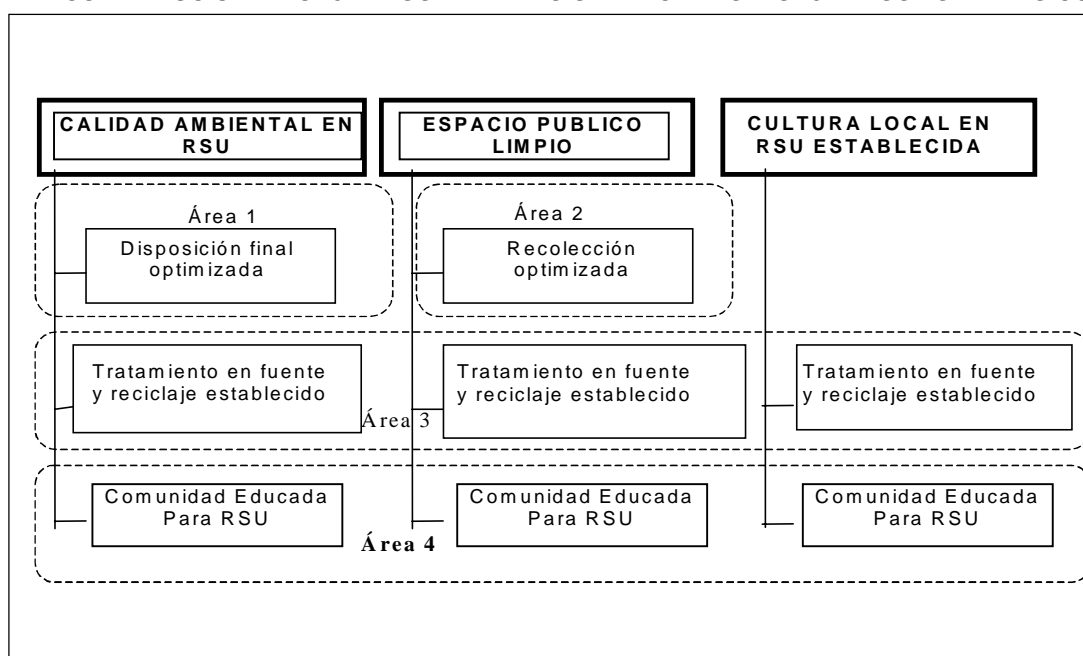 CALIDAD AMBIENTAL EN
RSU
ESPACIO PUBLICO
LIMPIO
CULTURA LOCAL EN
RSU ESTABLECIDA
Área 1
Disposición final
optimizada
Área 2
Recolección
optimizada
Tratamiento en fuente
y reciclaje establecido
Área 3
Tratamiento en fuente
y reciclaje establecido
Tratamiento en fuente
y reciclaje establecido
Comunidad Educada
Para RSU
Área 4
Comunidad Educada
Para RSU
Comunidad Educada
Para RSU